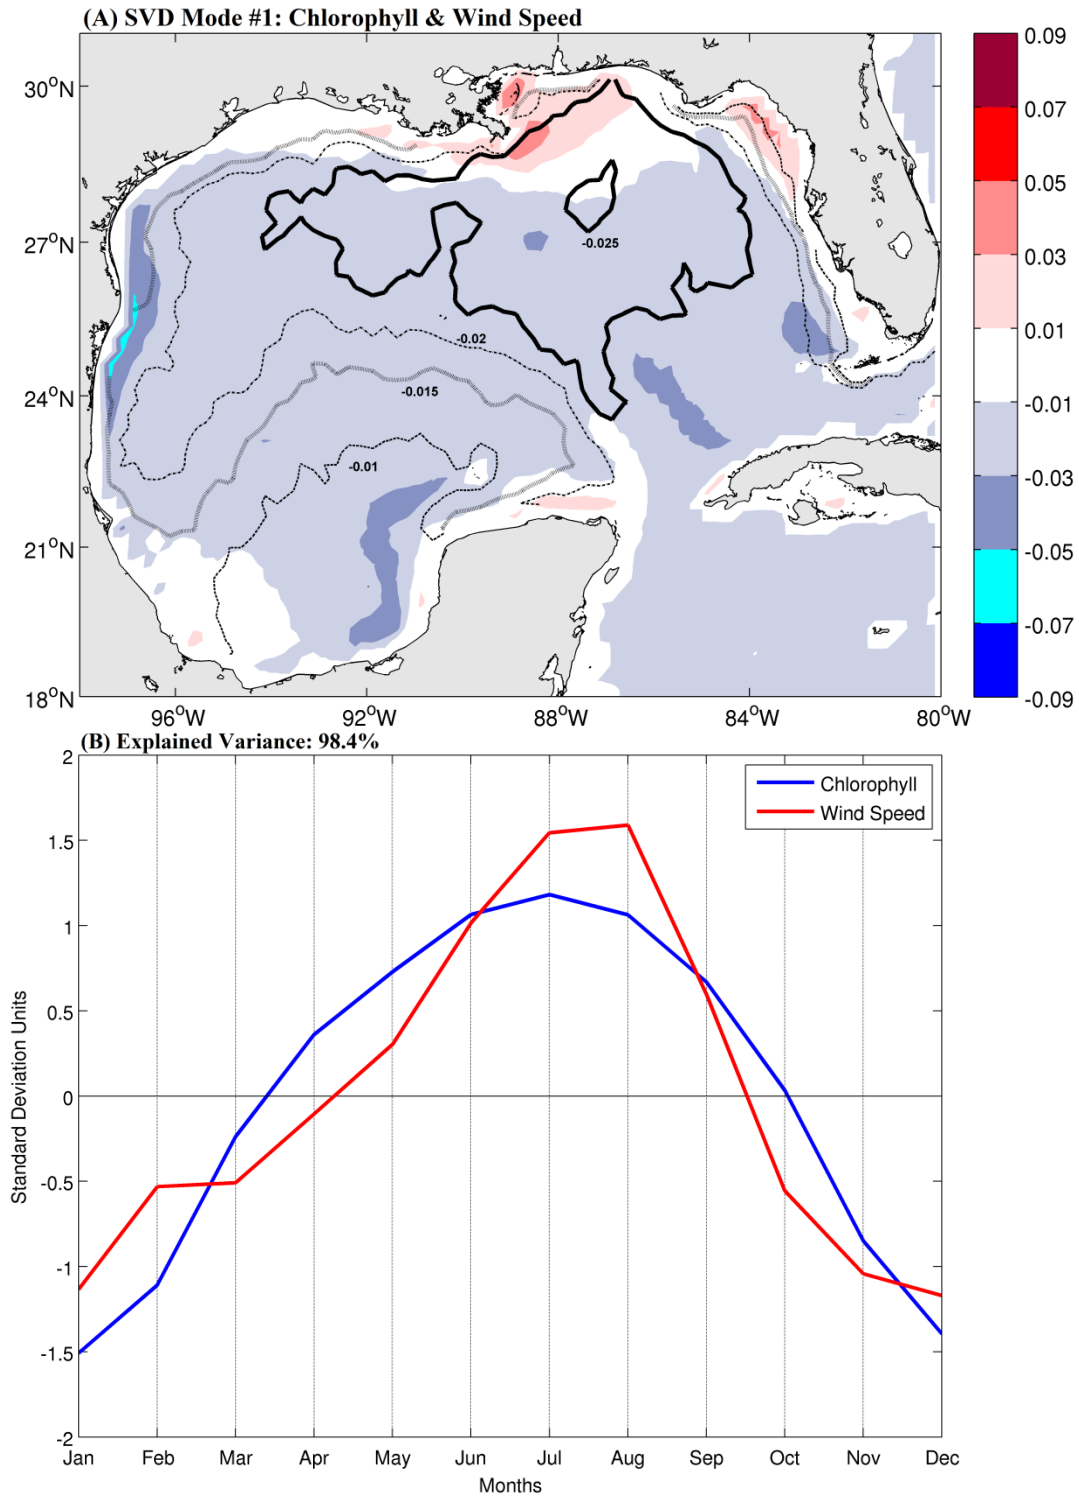 (A) SVD Mode #1: Chlorophyll & Wind Speed
30°N
27°N
24°N
21°N
18°N
96°W
92°W
88°W
84°W
80°W
-0.025
-0.02
-0.015
-0.01
0.09
0.07
0.05
0.03
0.01
-0.01
-0.03
-0.05
-0.07
-0.09
(B) Explained Variance: 98.4%
Chlorophyll
Wind Speed
2
1.5
1
0.5
0
-0.5
-1
-1.5
-2
Standard Deviation Units
Jan Feb Mar Apr May Jun Jul Aug Sep Oct Nov Dec
Months